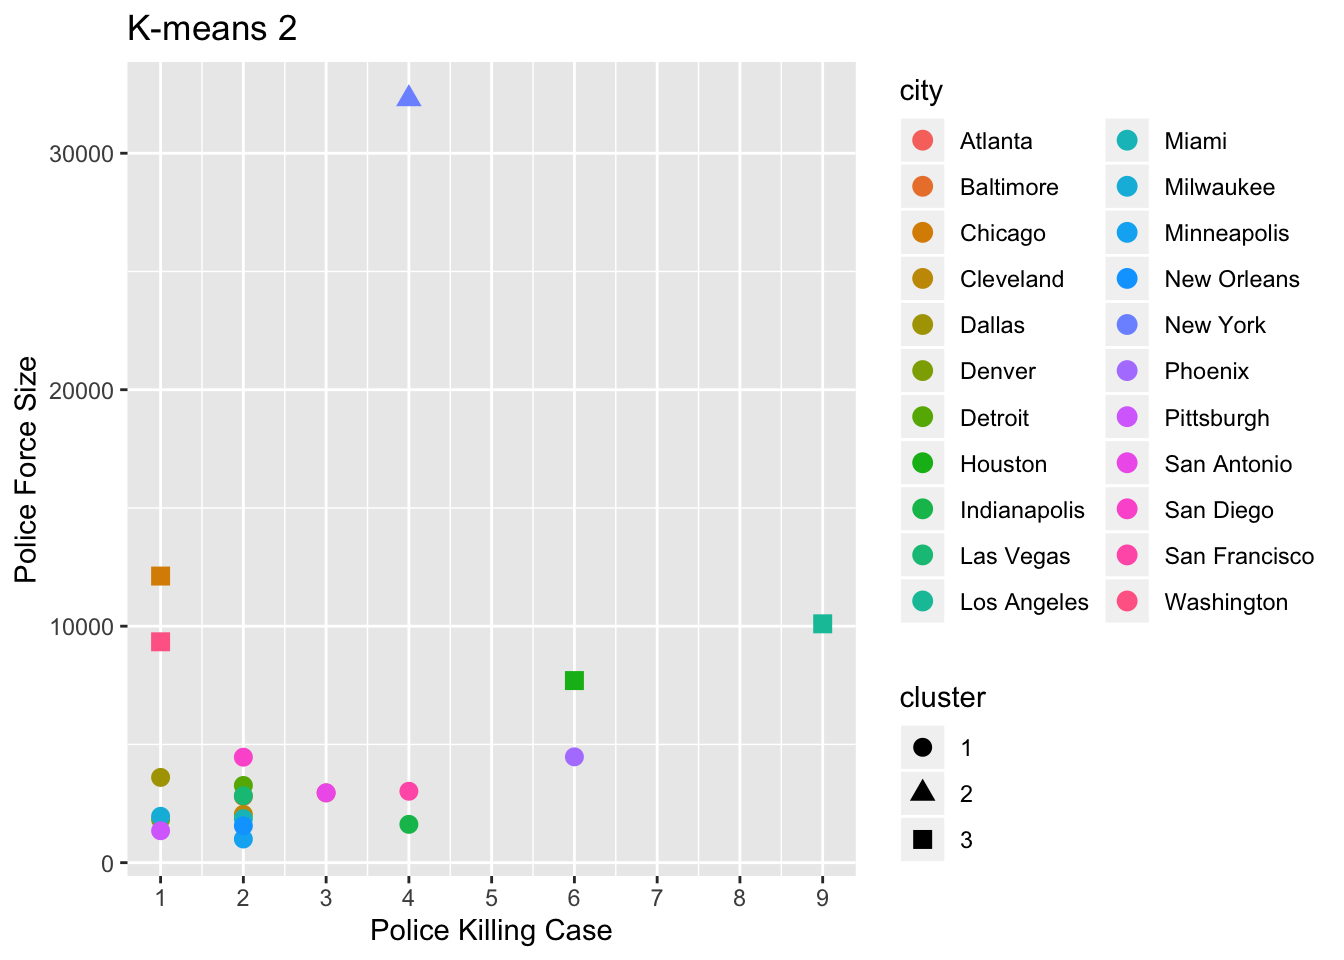 K-means 2
Police Force Size
30000
20000
10000
0
1 2 3 4 5 6 7 8 9
Police Killing Case
city
Atlanta
Baltimore
Chicago
Cleveland
Dallas
Denver
Detroit
Houston
Indianapolis
Las Vegas
Los Angeles
Miami
Milwaukee
Minneapolis
New Orleans
New York
Phoenix
Pittsburgh
San Antonio
San Diego
San Francisco
Washington
cluster
1
2
3